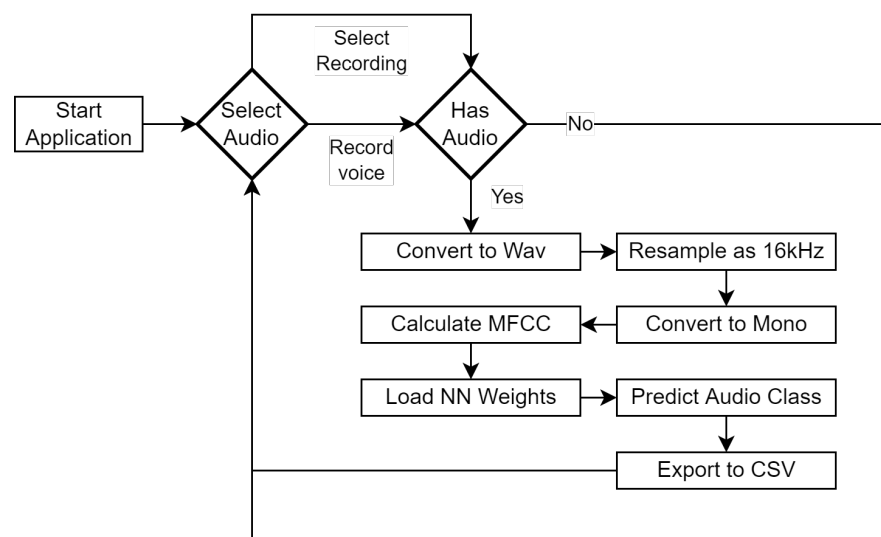 Select
Recording
Start
Application
Select
Audio
Has
Audio
No
Record
voice
Yes
Convert to Wav
Resample as 16kHz
Calculate MFCC
Convert to Mono
Load NN Weights
Predict Audio Class
Export to CSV